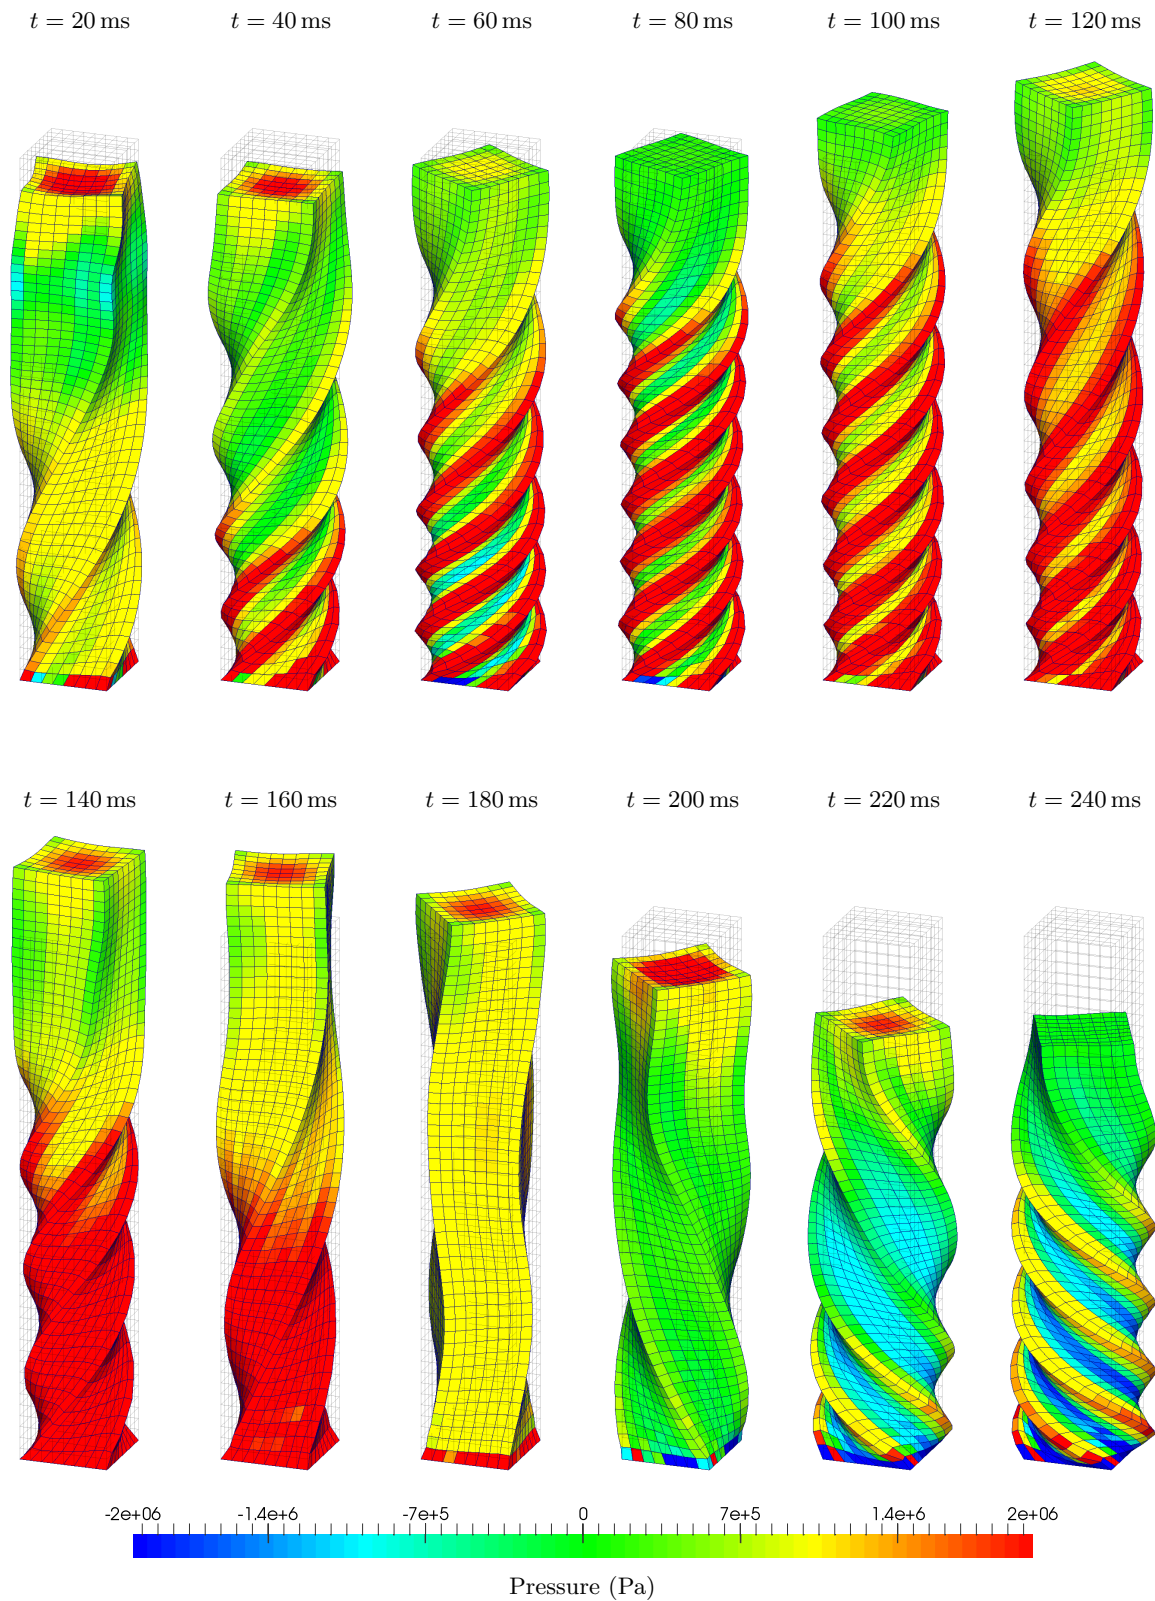 t = 20 ms t = 40 ms t = 60 ms t = 80 ms t = 100 ms t = 120 ms
t = 140 ms t = 160 ms t = 180 ms t = 200 ms t = 220 ms t = 240 ms
-2e+06 -1.4e+6 -7e+5 0 7e+5 1.4e+6 2e+06
Pressure (Pa)